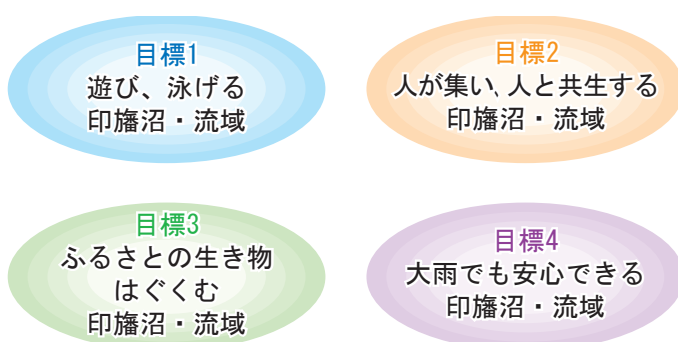 目標1
遊び、泳げる
印旛沼・流域
目標2
人が集い、人と共生する
印旛沼・流域
目標3
ふるさとの生き物
はぐくむ
印旛沼・流域
目標4
大雨でも安心できる
印旛沼・流域